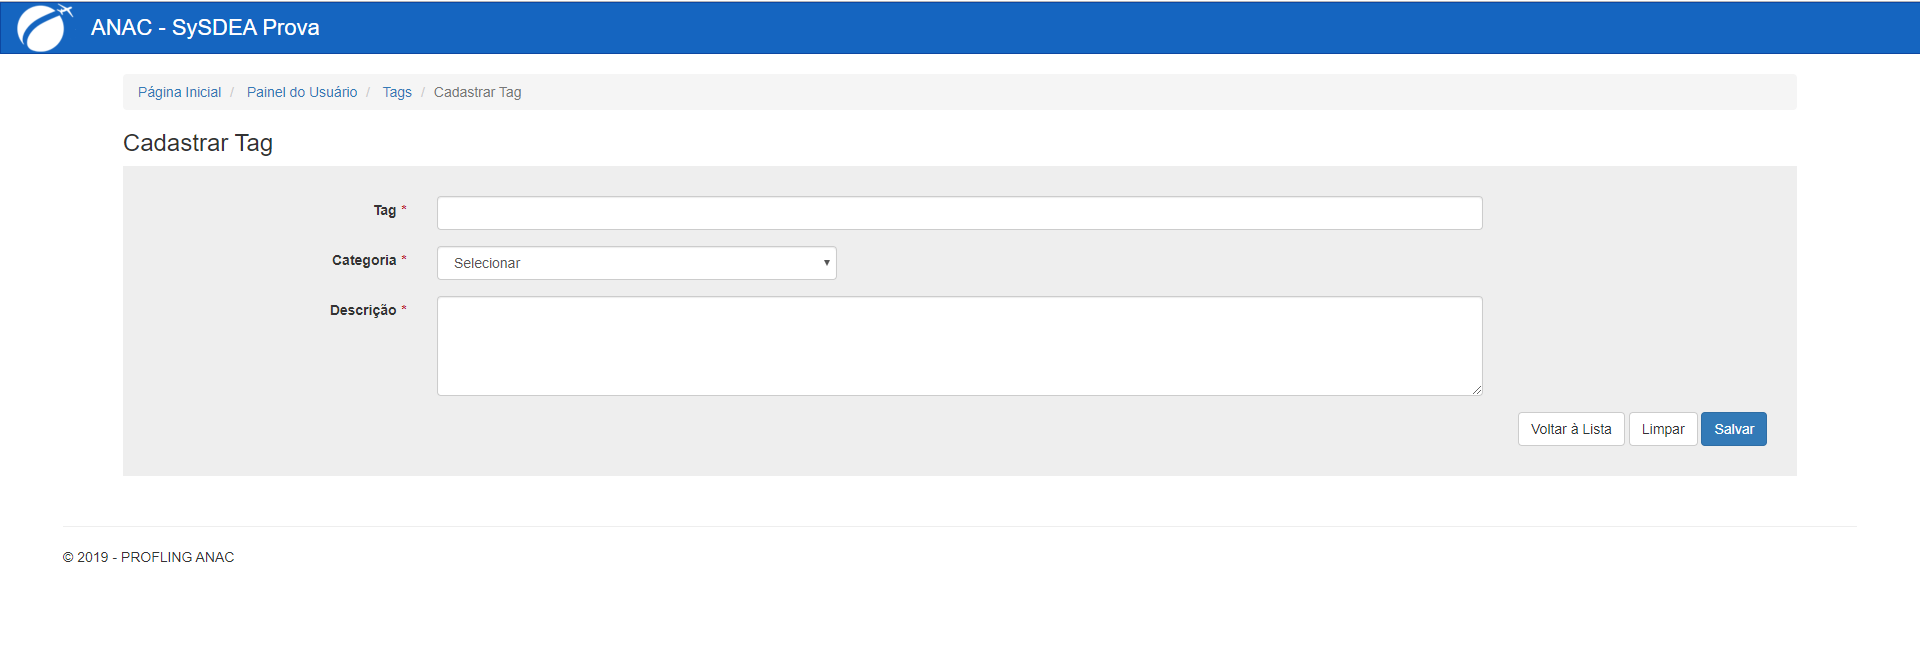 ANAC - SySDEA Prova
Página Inicial / Painel do Usuário / Tags / Cadastrar Tag
Cadastrar Tag
Tag *
Categoria * Selecionar
Descrição *
Voltar à Lista Limpar Salvar
© 2019 - PROFLING ANAC